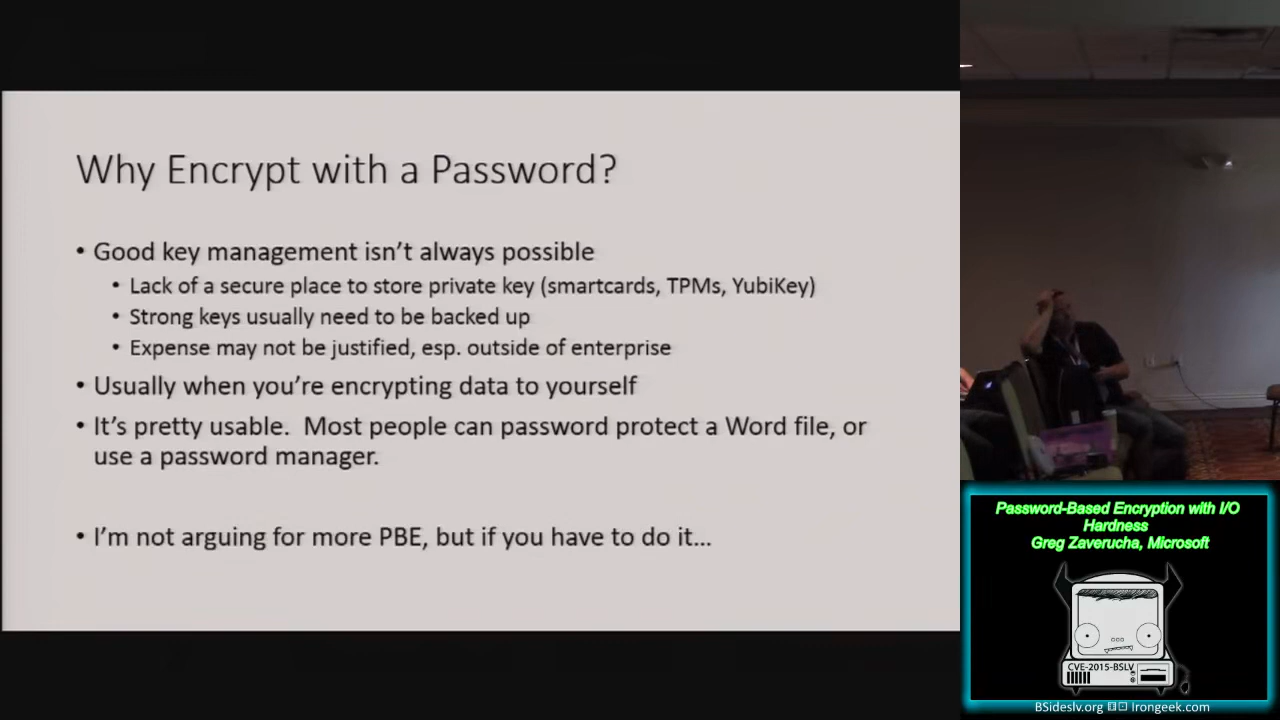 Why Encrypt with a Password?
• Good key management isn't always possible
• Lack of a secure place to store private key (smartcards, TPMs, YubiKey)
• Strong keys usually need to be backed up
• Expense may not be justified, esp. outside of enterprise
• Usually when you're encrypting data to yourself
• It's pretty usable.  Most people can password protect a Word file, or
use a password manager.
• I'm not arguing for more PBE, but if you have to do it...
Password-Based Encryption with I/O
Hardness
Greg Zaverucha, Microsoft
CVE-2015-BSLV
BSideslv.org Irongeek.com